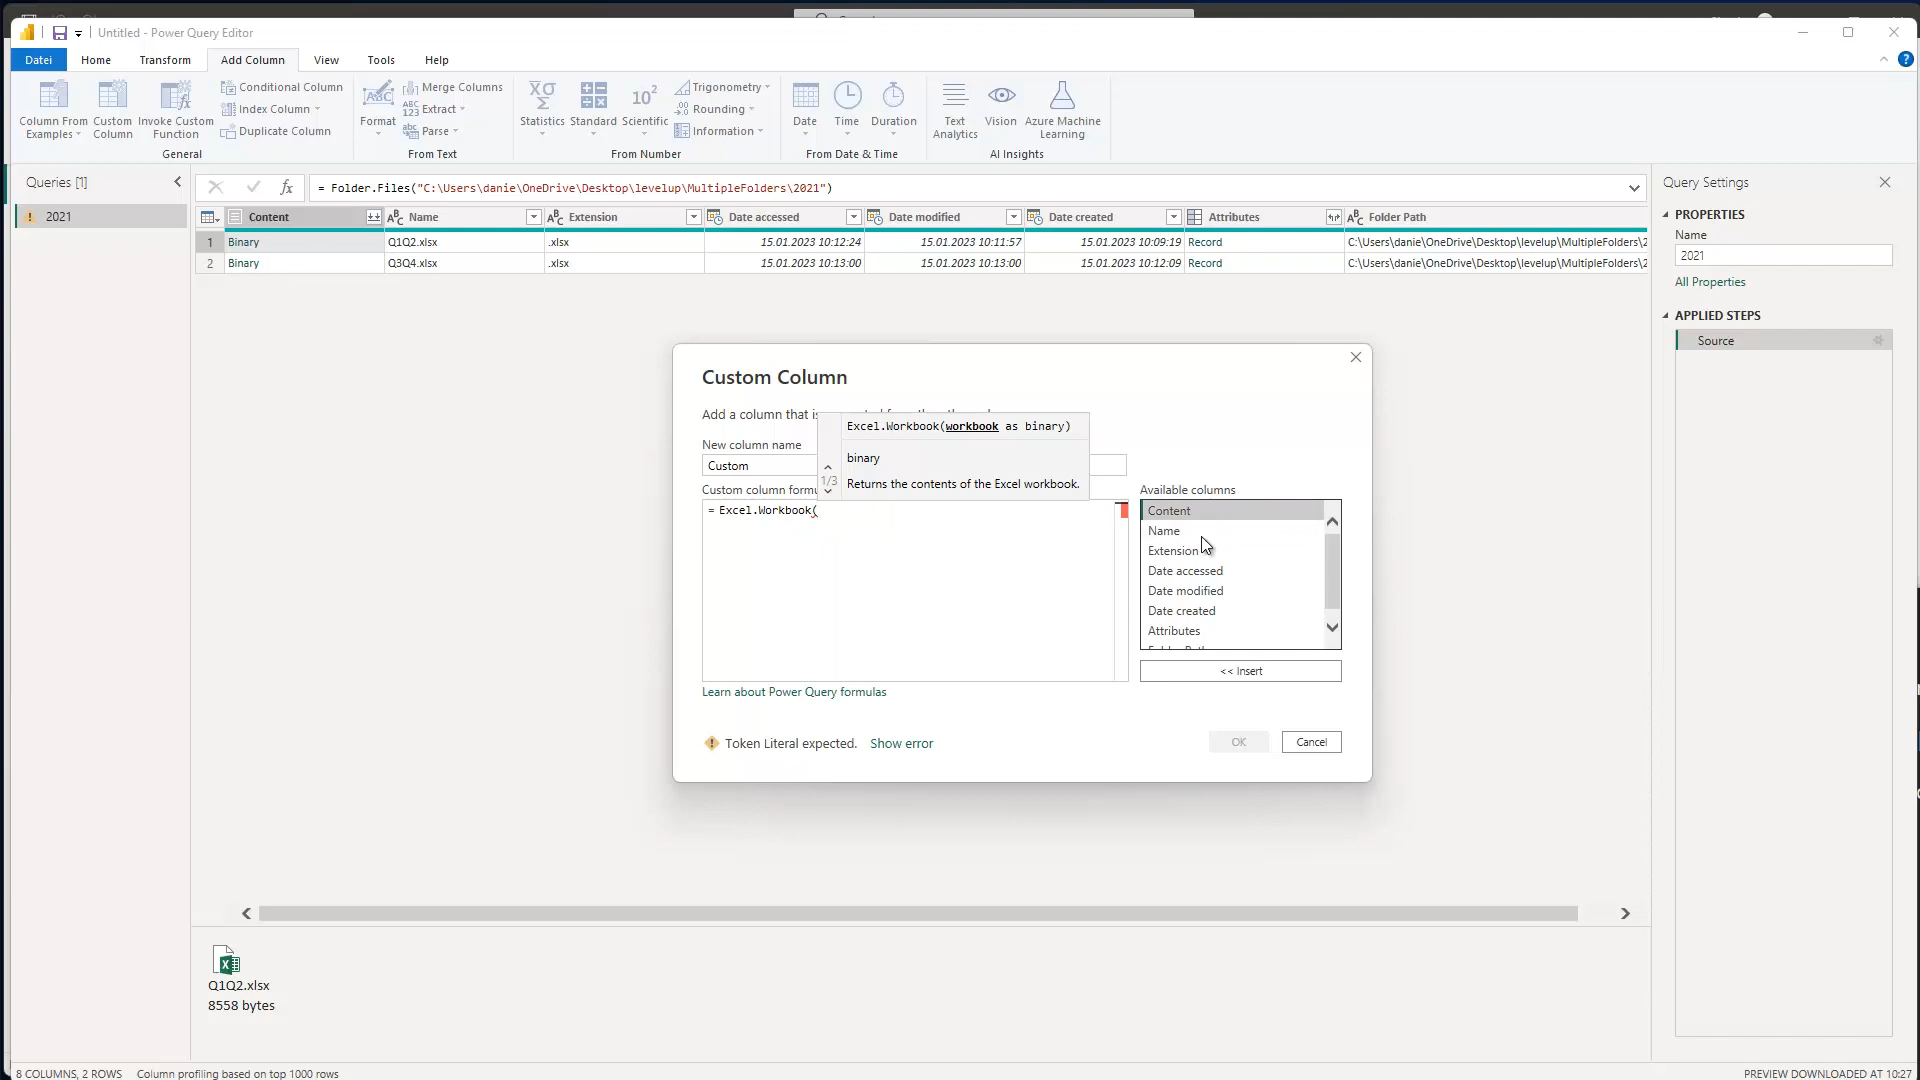 Untitled - Power Query Editor
Datei Home Transform Add Column View Tools Help
Column From Examples
Custom Column
Invoke Custom Function
Conditional Column
Index Column
Duplicate Column
General
Format
Merge Columns
Extract
Parse
From Text
Statistics
Standard
Scientific
Trigonometry
Rounding
Information
From Number
Date
Time
Duration
From Date & Time
Text Analytics
Vision
Azure Machine Learning
AI Insights
Queries [1]
2021
= Folder.Files("C:\Users\danie\OneDrive\Desktop\levelup\MultipleFolders\2021")
Content Name Extension Date accessed Date modified Date created Attributes Folder Path
1 Binary Q1Q2.xlsx .xlsx 15.01.2023 10:12:24 15.01.2023 10:11:57 15.01.2023 10:09:19 Record C:\Users\danie\OneDrive\Desktop\levelup\MultipleFolders\2
2 Binary Q3Q4.xlsx .xlsx 15.01.2023 10:13:00 15.01.2023 10:13:00 15.01.2023 10:12:09 Record C:\Users\danie\OneDrive\Desktop\levelup\MultipleFolders\2
Custom Column
Add a column that is
New column name
Custom
Custom column formu
= Excel.Workbook(
1/3
Excel.Workbook(workbook as binary)
binary
Returns the contents of the Excel workbook.
Available columns
Content
Name
Extension
Date accessed
Date modified
Date created
Attributes
<< Insert
Learn about Power Query formulas
Token Literal expected. Show error
OK
Cancel
Query Settings
PROPERTIES
Name
2021
All Properties
APPLIED STEPS
Source
Q1Q2.xlsx
8558 bytes
8 COLUMNS, 2 ROWS Column profiling based on top 1000 rows
PREVIEW DOWNLOADED AT 10:27